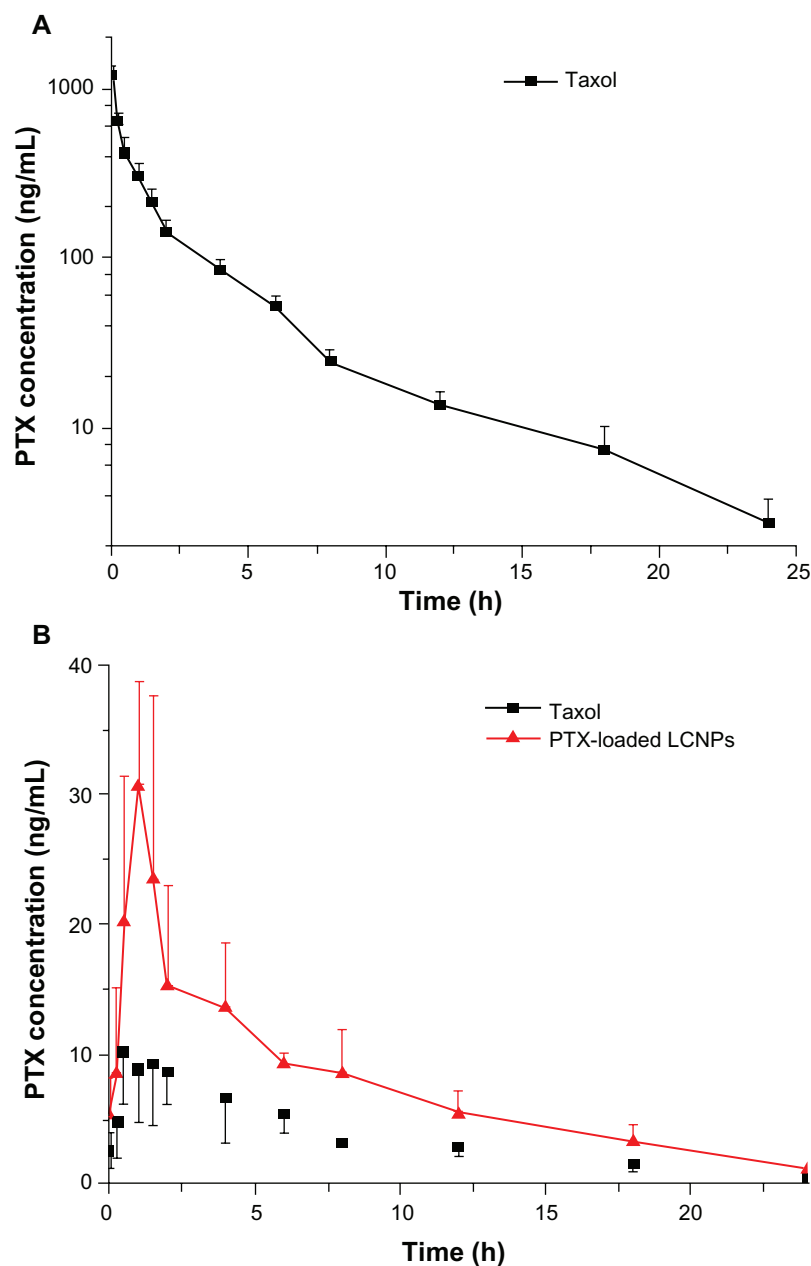 A
Taxol
PTX concentration (ng/mL)
1000
100
10
0 5 10 15 20 25
Time (h)
B
Taxol
PTX-loaded LCNPs
PTX concentration (ng/mL)
40
30
20
10
0
0 5 10 15 20
Time (h)